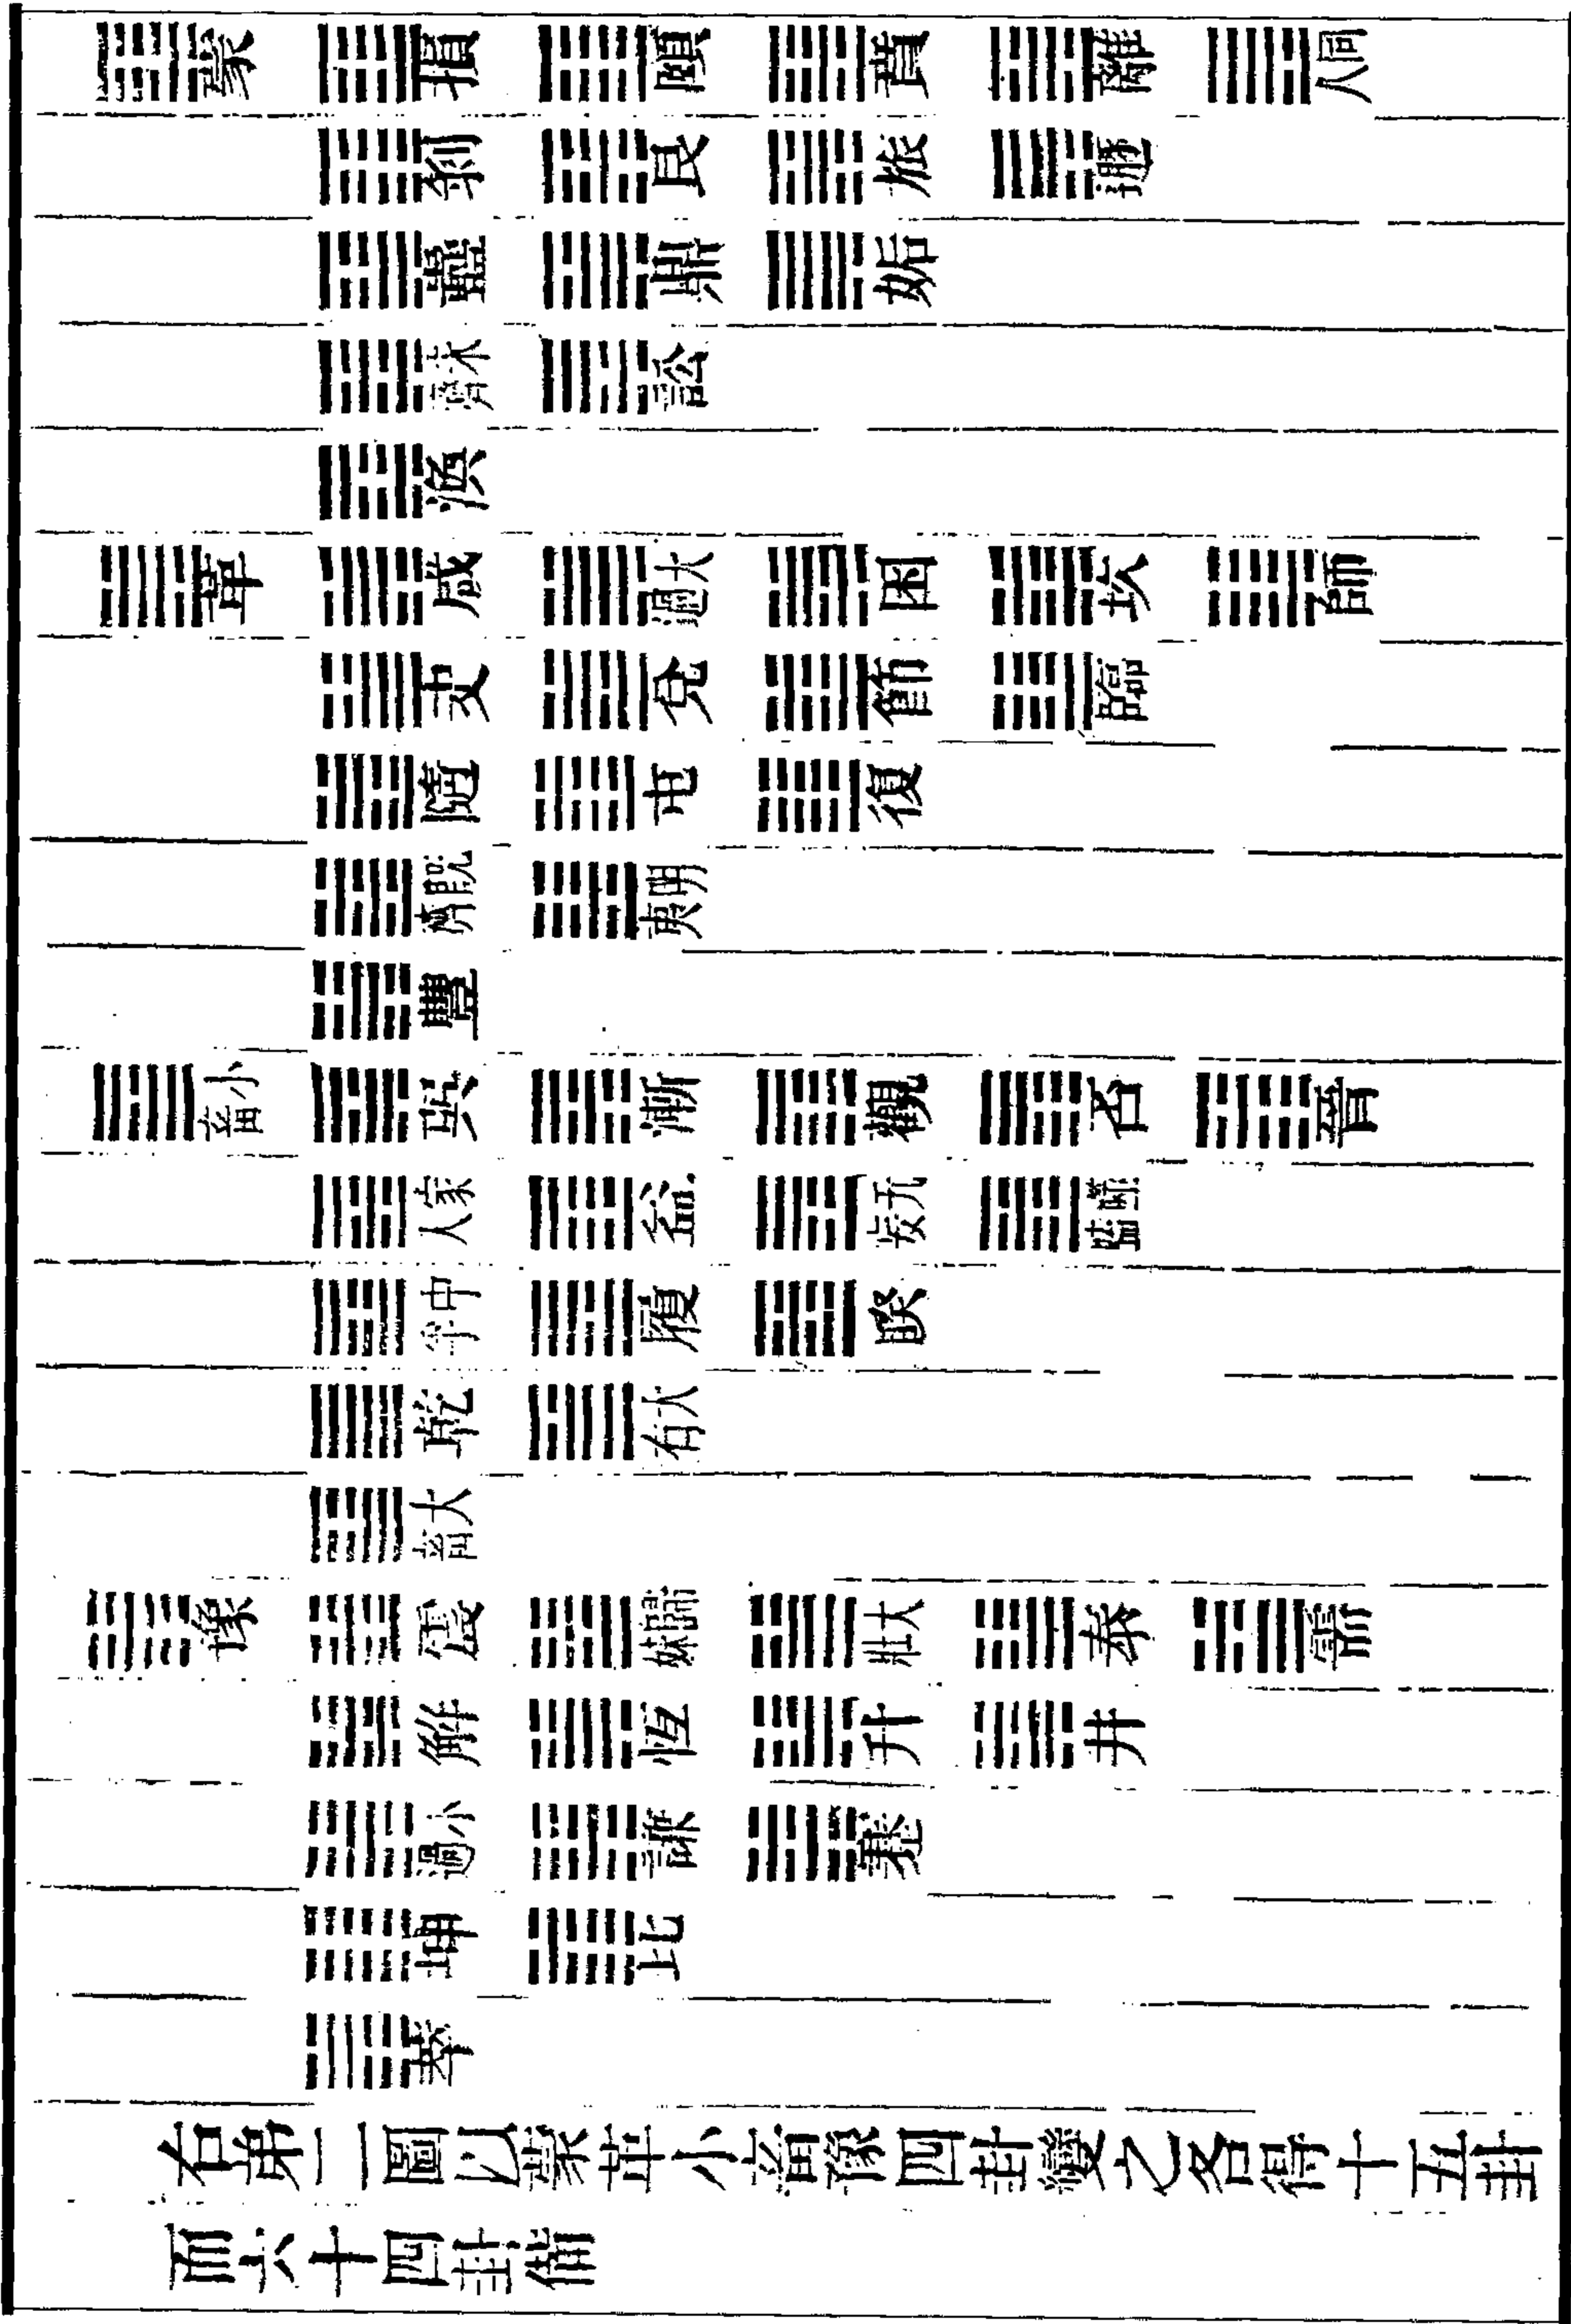 蒙 損 頤 賁 離 同人
剝 艮 旅 遯
蠱 鼎 姤
未濟 訟
渙
革 咸 大過 困 坎 師
夬 兌 節 臨
隨 屯 復
既濟 明夷
豐
小畜 巽 漸 觀 否 晉
家人 益 无妄 噬嗑
中孚 履 睽
乾 大有
大畜
豫 震 歸妹 大壯 泰 需
解 恆 升 井
小過 謙 蹇
坤 比
萃
右第二圖以蒙革小畜豫四卦變之各得十五卦
而六十四卦備